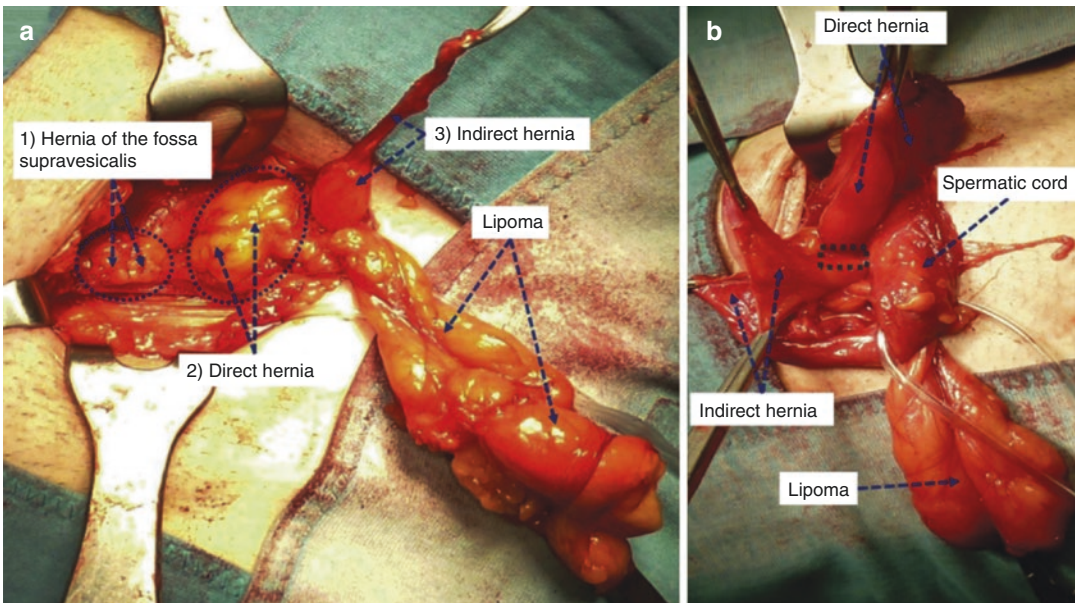 a
1) Hernia of the fossa
supravesicalis
3) Indirect hernia
Lipoma
2) Direct hernia
b
Direct hernia
Spermatic cord
Indirect hernia
Lipoma